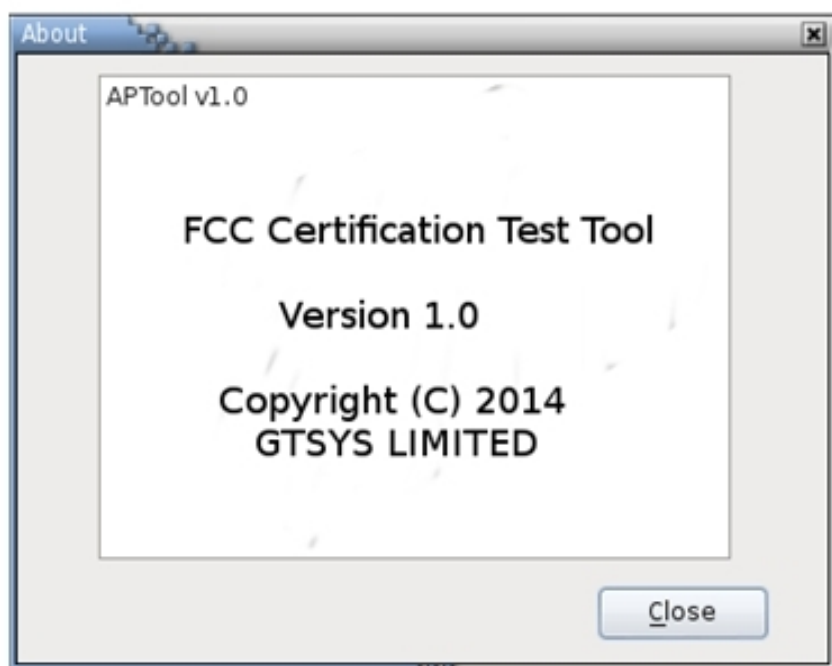 About
APTool v1.0
FCC Certification Test Tool
Version 1.0
Copyright (C) 2014
GTSYS LIMITED
Close